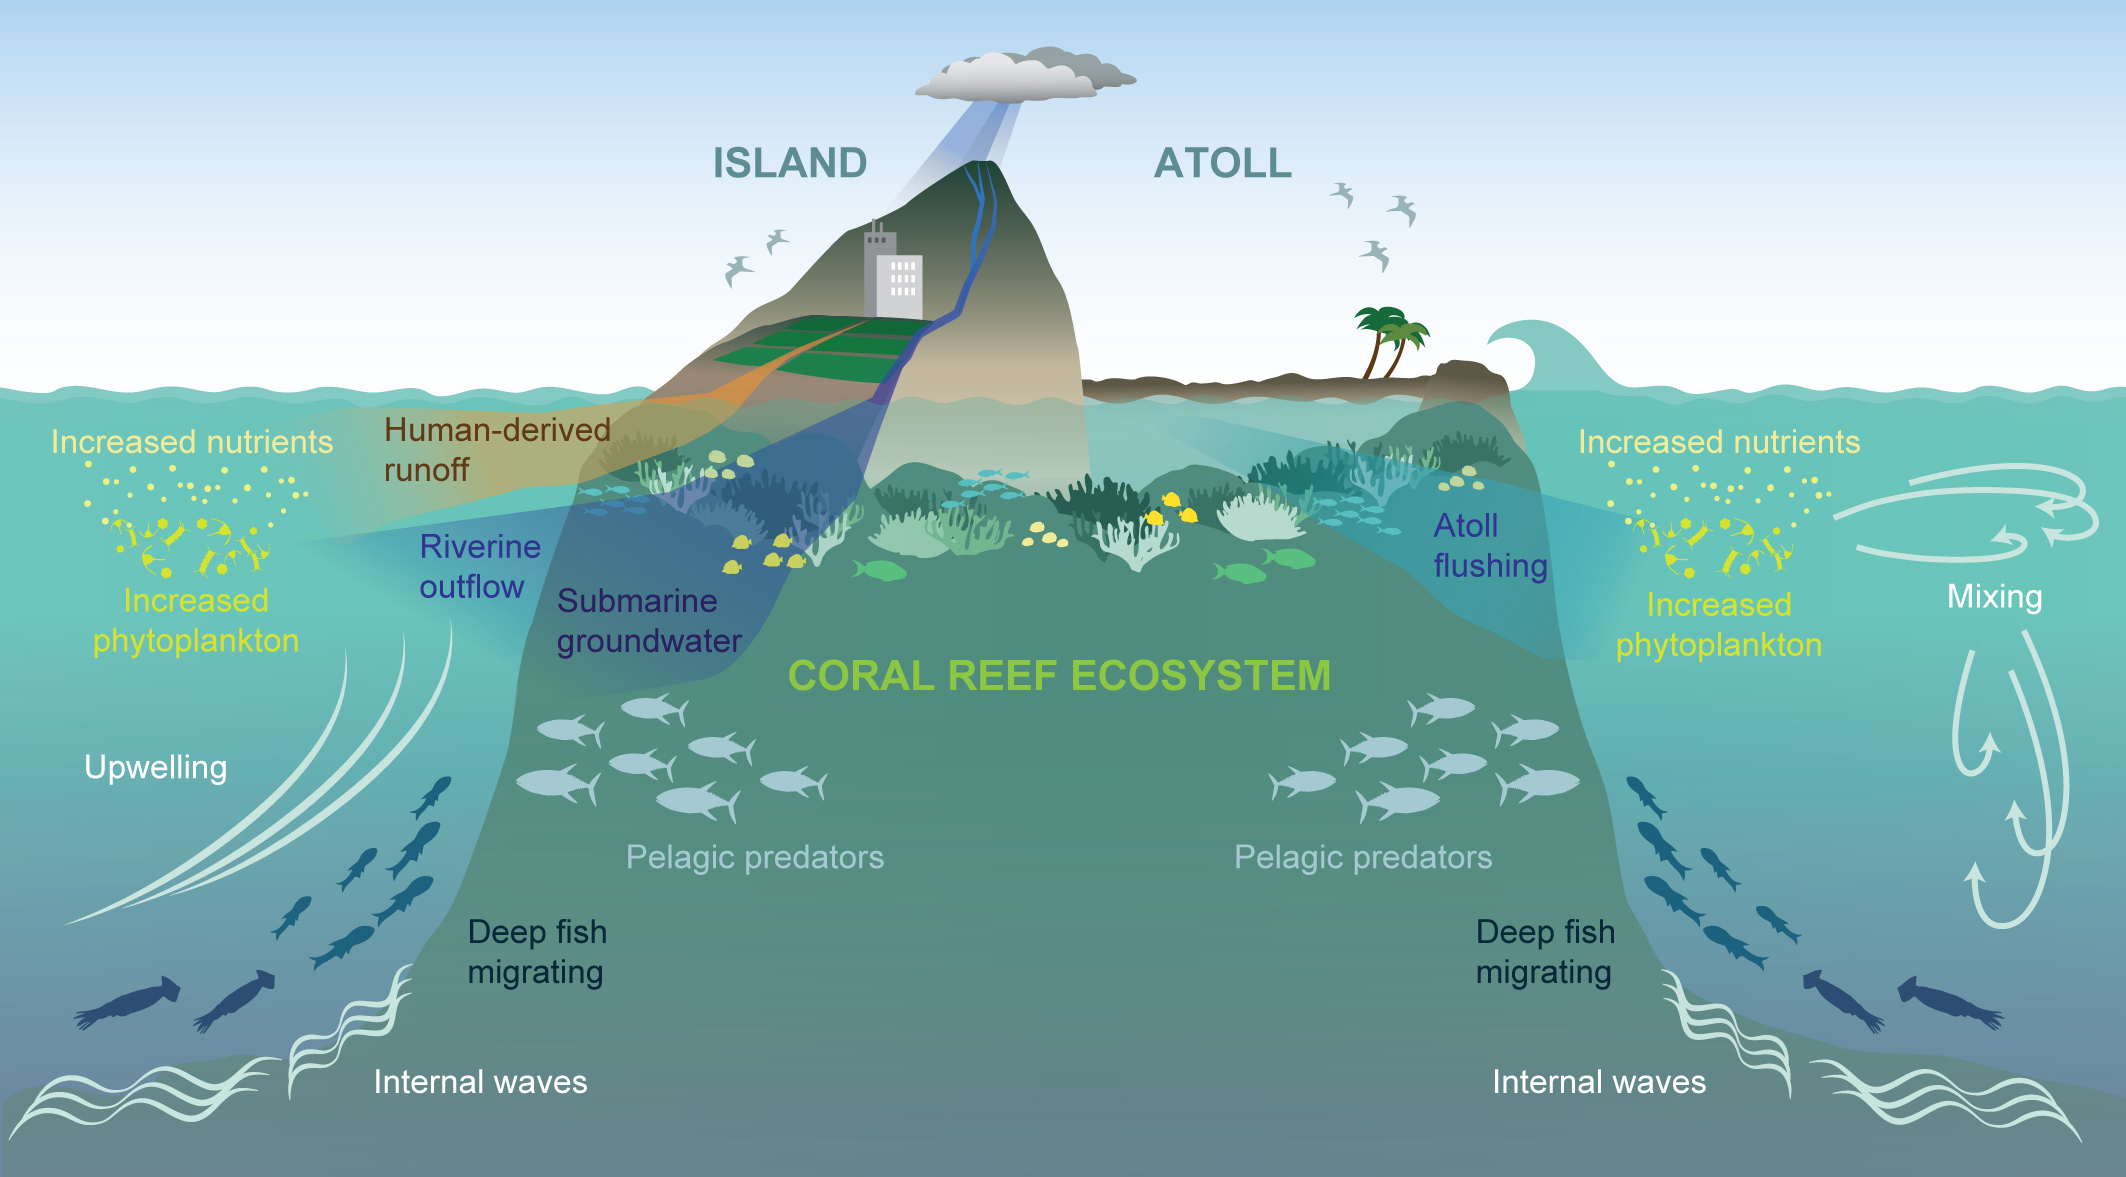 ISLAND
ATOLL
Human-derived
runoff
Increased nutrients
Increased nutrients
Riverine
outflow
Atoll
flushing
Submarine
groundwater
Increased
phytoplankton
Increased
phytoplankton
Mixing
CORAL REEF ECOSYSTEM
Upwelling
Pelagic predators
Pelagic predators
Deep fish
migrating
Deep fish
migrating
Internal waves
Internal waves